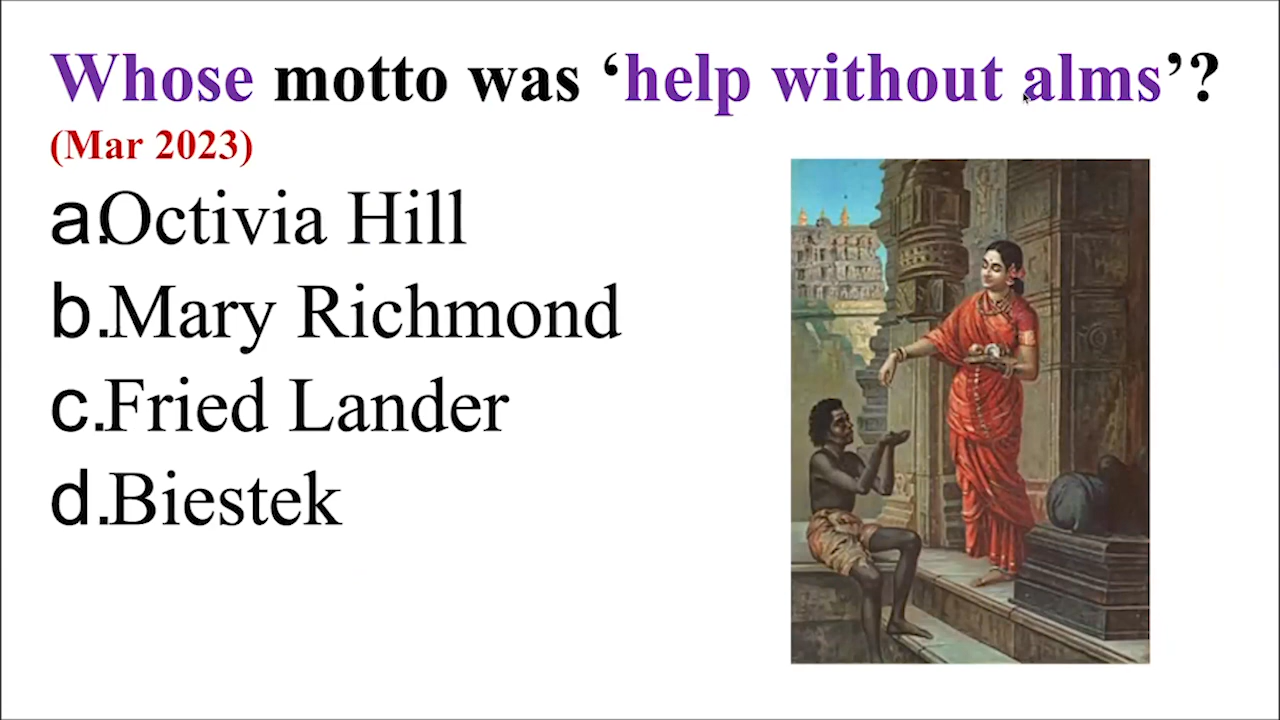 Whose motto was ‘help without alms’?
(Mar 2023)
a.Octivia Hill
b.Mary Richmond
c.Fried Lander
d.Biestek